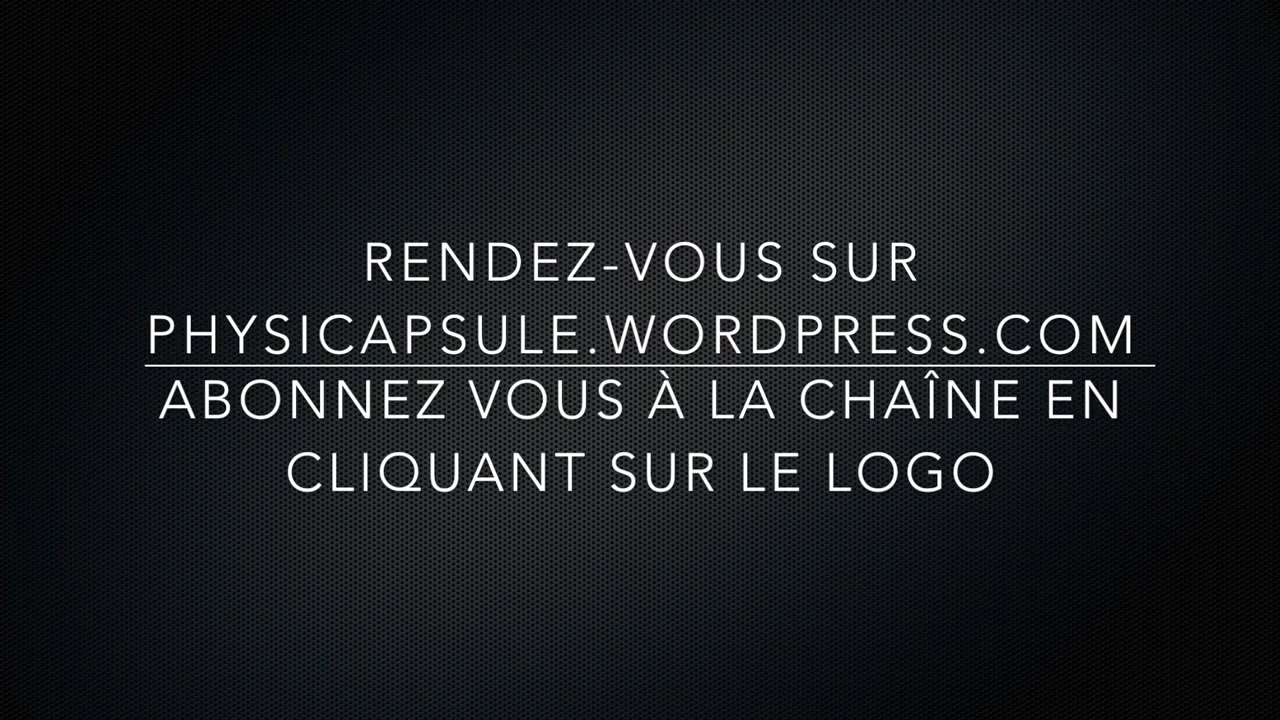 RENDEZ-VOUS SUR
PHYSICAPSULE.WORDPRESS.COM
ABONNEZ VOUS À LA CHAÎNE EN
CLIQUANT SUR LE LOGO